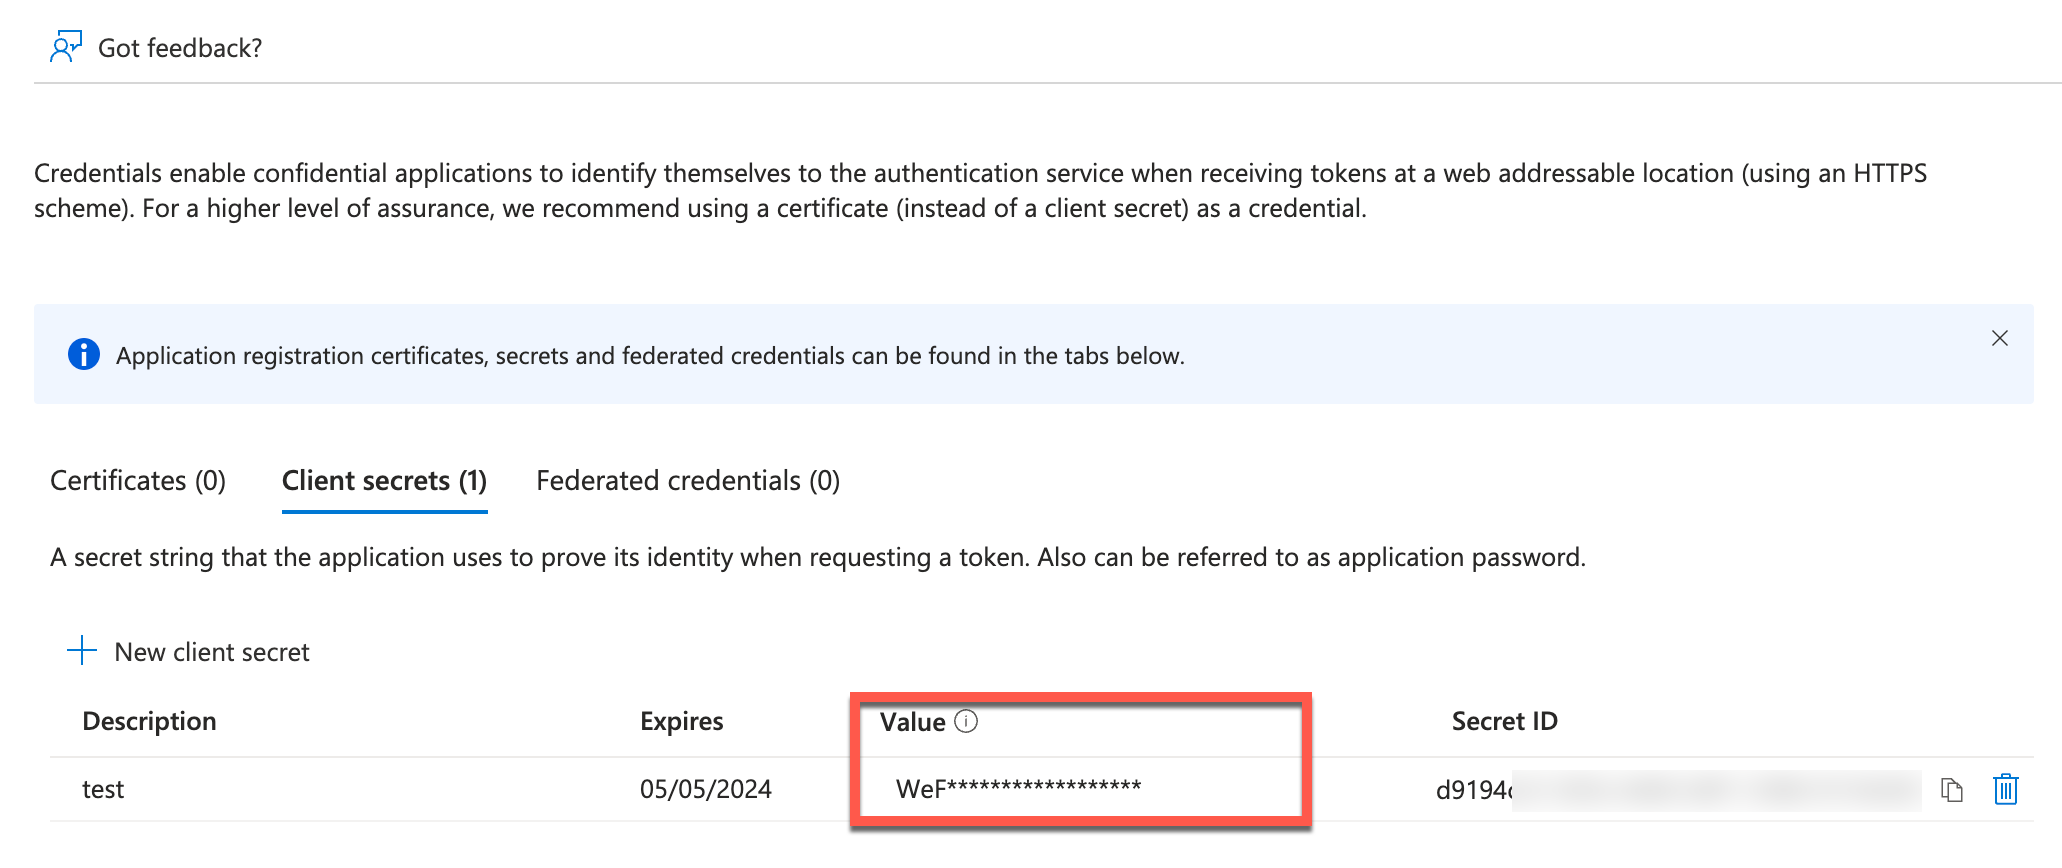 Got feedback?
Credentials enable confidential applications to identify themselves to the authentication service when receiving tokens at a web addressable location (using an HTTPS
scheme). For a higher level of assurance, we recommend using a certificate (instead of a client secret) as a credential.
Application registration certificates, secrets and federated credentials can be found in the tabs below.
Certificates (0) Client secrets (1) Federated credentials (0)
A secret string that the application uses to prove its identity when requesting a token. Also can be referred to as application password.
New client secret
Description Expires Value Secret ID
test 05/05/2024 WeF****************** d9194